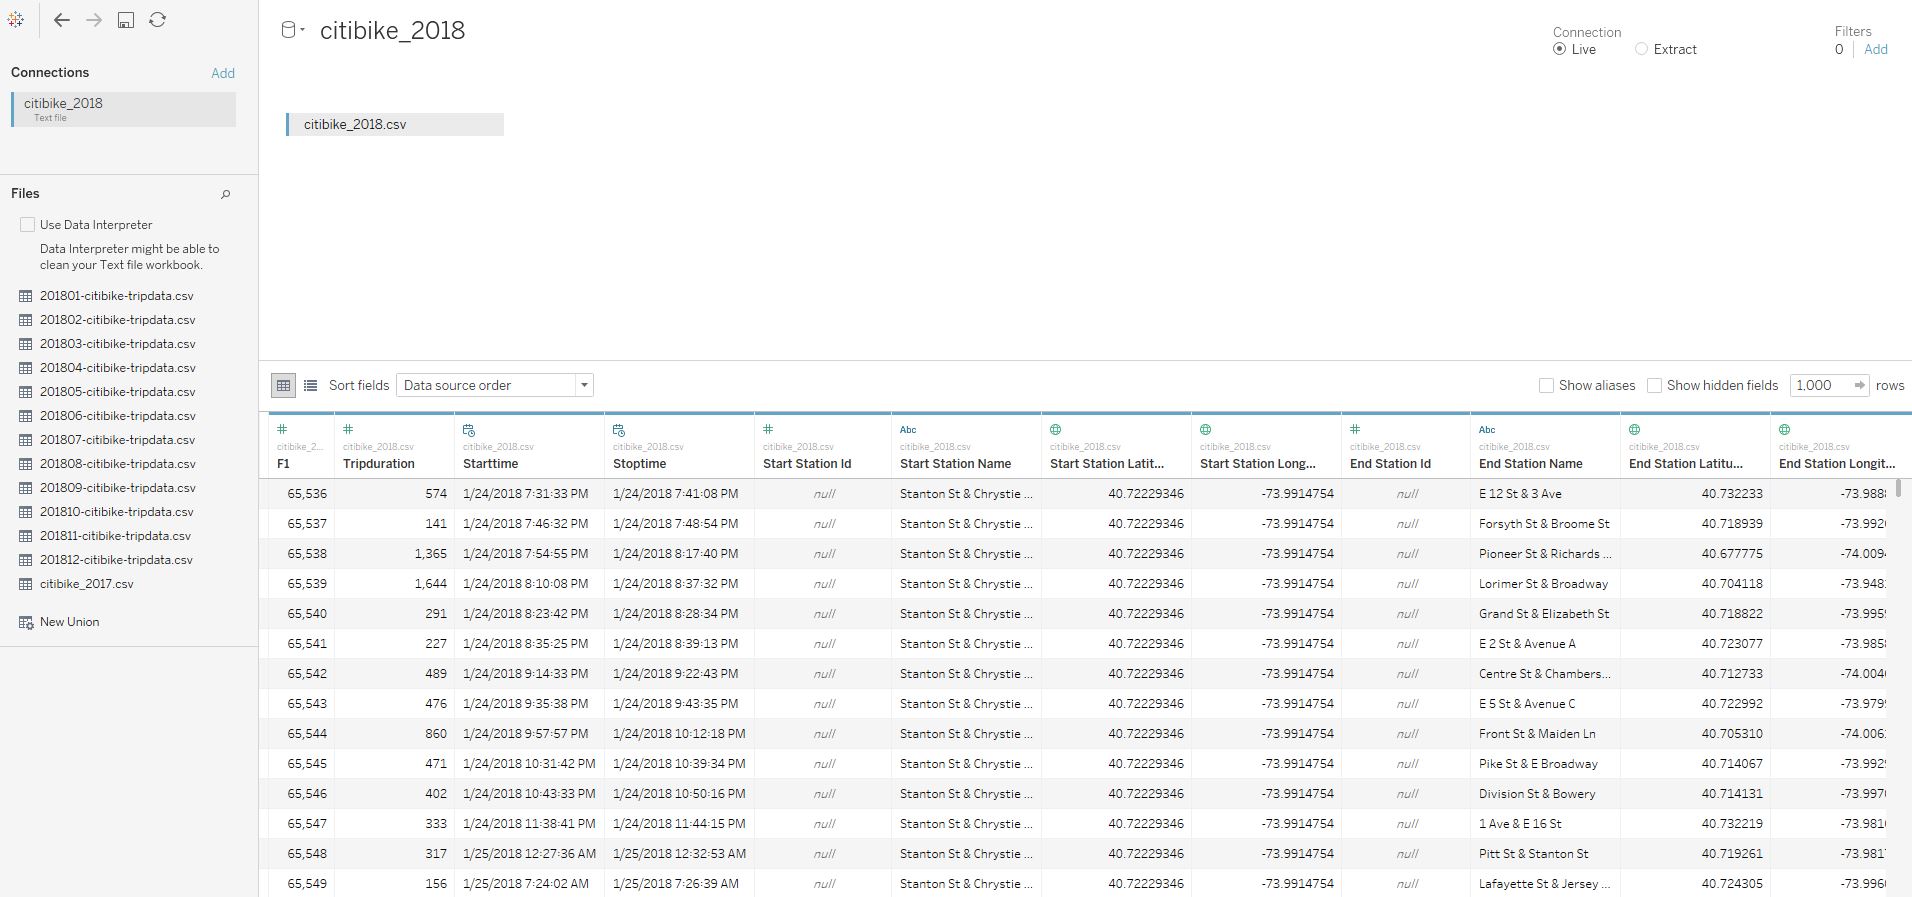 citibike_2018
Connection
Live
Extract
Filters
0
Add
Connections
Add
citibike_2018
Text file
citibike_2018.csv
Files
Use Data Interpreter
Data Interpreter might be able to
clean your Text file workbook.
201801-citibike-tripdata.csv
201802-citibike-tripdata.csv
201803-citibike-tripdata.csv
201804-citibike-tripdata.csv
201805-citibike-tripdata.csv
201806-citibike-tripdata.csv
201807-citibike-tripdata.csv
201808-citibike-tripdata.csv
201809-citibike-tripdata.csv
201810-citibike-tripdata.csv
201811-citibike-tripdata.csv
201812-citibike-tripdata.csv
citibike_2017.csv
New Union
Sort fields Data source order Show aliases Show hidden fields 1,000 rows
Abc Abc
citibike_2... citibike_2018.csv citibike_2018.csv citibike_2018.csv citibike_2018.csv citibike_2018.csv citibike_2018.csv citibike_2018.csv citibike_2018.csv citibike_2018.csv citibike_2018.csv citibike_2018.csv
F1 Tripduration Starttime Stoptime Start Station Id Start Station Name Start Station Latit... Start Station Long... End Station Id End Station Name End Station Latitu... End Station Longit...
65,536 574 1/24/2018 7:31:33 PM 1/24/2018 7:41:08 PM null Stanton St & Chrystie ... 40.72229346 -73.9914754 null E 12 St & 3 Ave 40.732233 -73.988
65,537 141 1/24/2018 7:46:32 PM 1/24/2018 7:48:54 PM null Stanton St & Chrystie ... 40.72229346 -73.9914754 null Forsyth St & Broome St 40.718939 -73.992
65,538 1,365 1/24/2018 7:54:55 PM 1/24/2018 8:17:40 PM null Stanton St & Chrystie ... 40.72229346 -73.9914754 null Pioneer St & Richards ... 40.677775 -74.009
65,539 1,644 1/24/2018 8:10:08 PM 1/24/2018 8:37:32 PM null Stanton St & Chrystie ... 40.72229346 -73.9914754 null Lorimer St & Broadway 40.704118 -73.948
65,540 291 1/24/2018 8:23:42 PM 1/24/2018 8:28:34 PM null Stanton St & Chrystie ... 40.72229346 -73.9914754 null Grand St & Elizabeth St 40.718822 -73.995
65,541 227 1/24/2018 8:35:25 PM 1/24/2018 8:39:13 PM null Stanton St & Chrystie ... 40.72229346 -73.9914754 null E 2 St & Avenue A 40.723077 -73.985
65,542 489 1/24/2018 9:14:33 PM 1/24/2018 9:22:43 PM null Stanton St & Chrystie ... 40.72229346 -73.9914754 null Centre St & Chambers... 40.712733 -74.004
65,543 476 1/24/2018 9:35:38 PM 1/24/2018 9:43:35 PM null Stanton St & Chrystie ... 40.72229346 -73.9914754 null E 5 St & Avenue C 40.722992 -73.979
65,544 860 1/24/2018 9:57:57 PM 1/24/2018 10:12:18 PM null Stanton St & Chrystie ... 40.72229346 -73.9914754 null Front St & Maiden Ln 40.705310 -74.006
65,545 471 1/24/2018 10:31:42 PM 1/24/2018 10:39:34 PM null Stanton St & Chrystie ... 40.72229346 -73.9914754 null Pike St & E Broadway 40.714067 -73.992
65,546 402 1/24/2018 10:43:33 PM 1/24/2018 10:50:16 PM null Stanton St & Chrystie ... 40.72229346 -73.9914754 null Division St & Bowery 40.714131 -73.997
65,547 333 1/24/2018 11:38:41 PM 1/24/2018 11:44:15 PM null Stanton St & Chrystie ... 40.72229346 -73.9914754 null 1 Ave & E 16 St 40.732219 -73.981
65,548 317 1/25/2018 12:27:36 AM 1/25/2018 12:32:53 AM null Stanton St & Chrystie ... 40.72229346 -73.9914754 null Pitt St & Stanton St 40.719261 -73.981
65,549 156 1/25/2018 7:24:02 AM 1/25/2018 7:26:39 AM null Stanton St & Chrystie ... 40.72229346 -73.9914754 null Lafayette St & Jersey ... 40.724305 -73.996